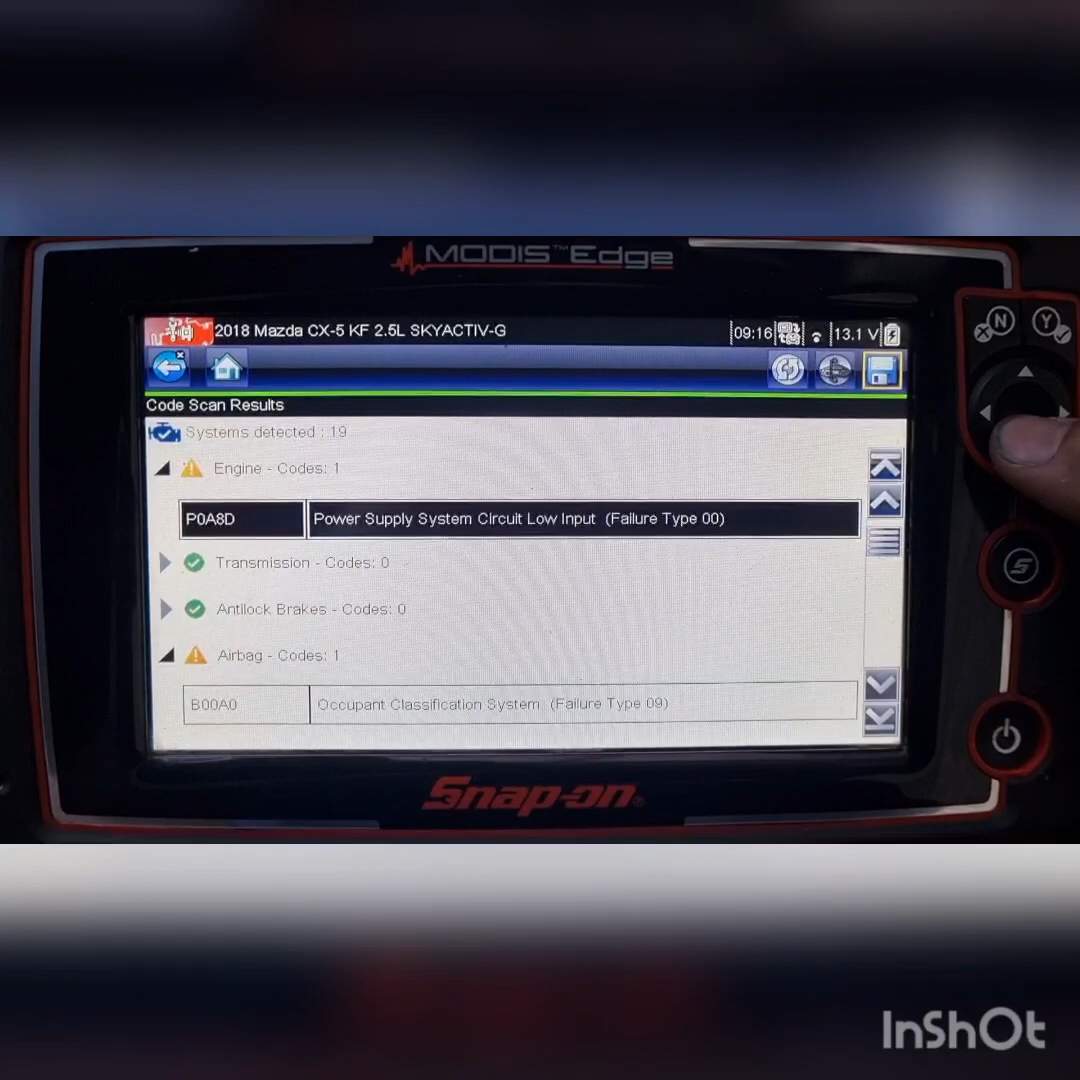 MODIS™ Edge
N
Y
2018 Mazda CX-5 KF 2.5L SKYACTIV-G
09:16
13.1 V
Code Scan Results
Systems detected : 19
Engine - Codes: 1
P0A8D
Power Supply System Circuit Low Input (Failure Type 00)
Transmission - Codes: 0
Antilock Brakes - Codes: 0
Airbag - Codes: 1
B00A0
Occupant Classification System (Failure Type 09)
S
Snap-on®
InShOt